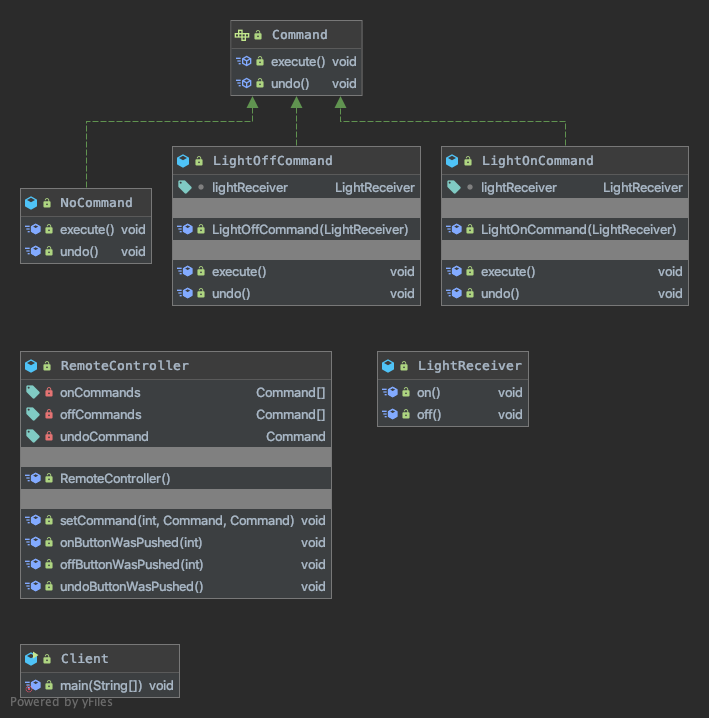 Command
execute() void
undo() void
LightOffCommand
lightReceiver LightReceiver
LightOffCommand(LightReceiver)
execute() void
undo() void
LightOnCommand
lightReceiver LightReceiver
LightOnCommand(LightReceiver)
execute() void
undo() void
NoCommand
execute() void
undo() void
RemoteController
onCommands Command[]
offCommands Command[]
undoCommand Command
RemoteController()
setCommand(int, Command, Command) void
onButtonWasPushed(int) void
offButtonWasPushed(int) void
undoButtonWasPushed() void
LightReceiver
on() void
off() void
Client
main(String[]) void
Powered by yFiles